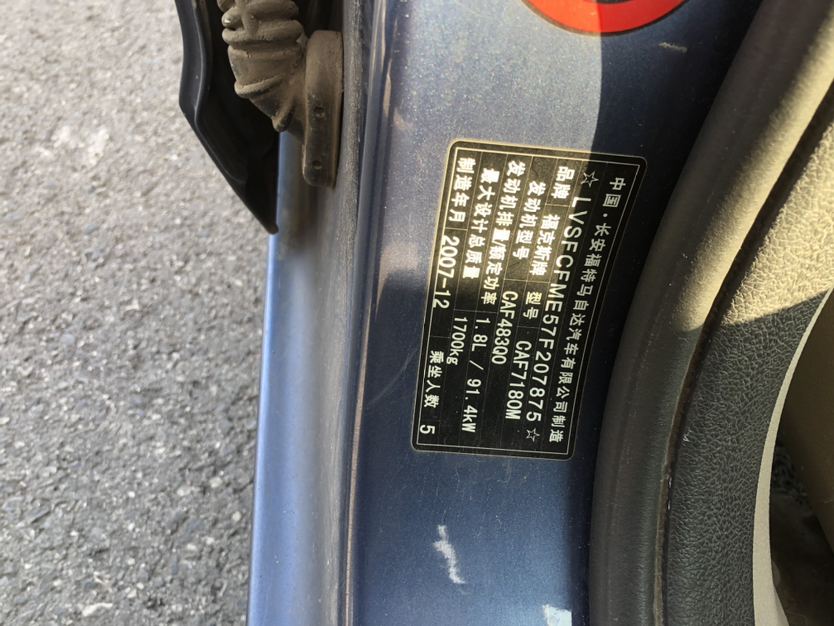 中国·长安福特马自达汽车有限公司制造
☆LVSFCFME57F207875☆
品牌 福克斯牌 型号 CAF7180M
发动机型号 CAF483Q0
发动机排量/额定功率 1.8L / 91.4kW
最大设计总质量 1700kg
制造年月 2007-12 乘坐人数 5